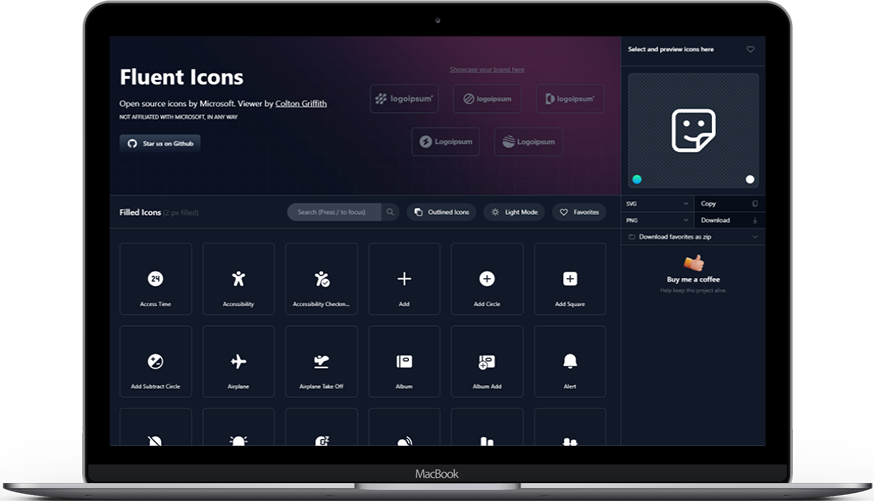 Fluent Icons
Open source icons by Microsoft. Viewer by Colton Griffith
NOT AFFILIATED WITH MICROSOFT, IN ANY WAY
Star us on Github
Showcase your brand here
logoipsum®
logoipsum
logoipsum
Logoipsum
Logoipsum
Select and preview icons here
SVG
Copy
PNG
Download
Download favorites as zip
Buy me a coffee
Help keep this project alive.
Filled Icons (2 px filled)
Search (Press / to focus)
Outlined Icons
Light Mode
Favorites
24
Access Time
Accessibility
Accessibility Checkm...
Add
Add Circle
Add Square
Add Subtract Circle
Airplane
Airplane Take Off
Album
Album Add
Alert
MacBook